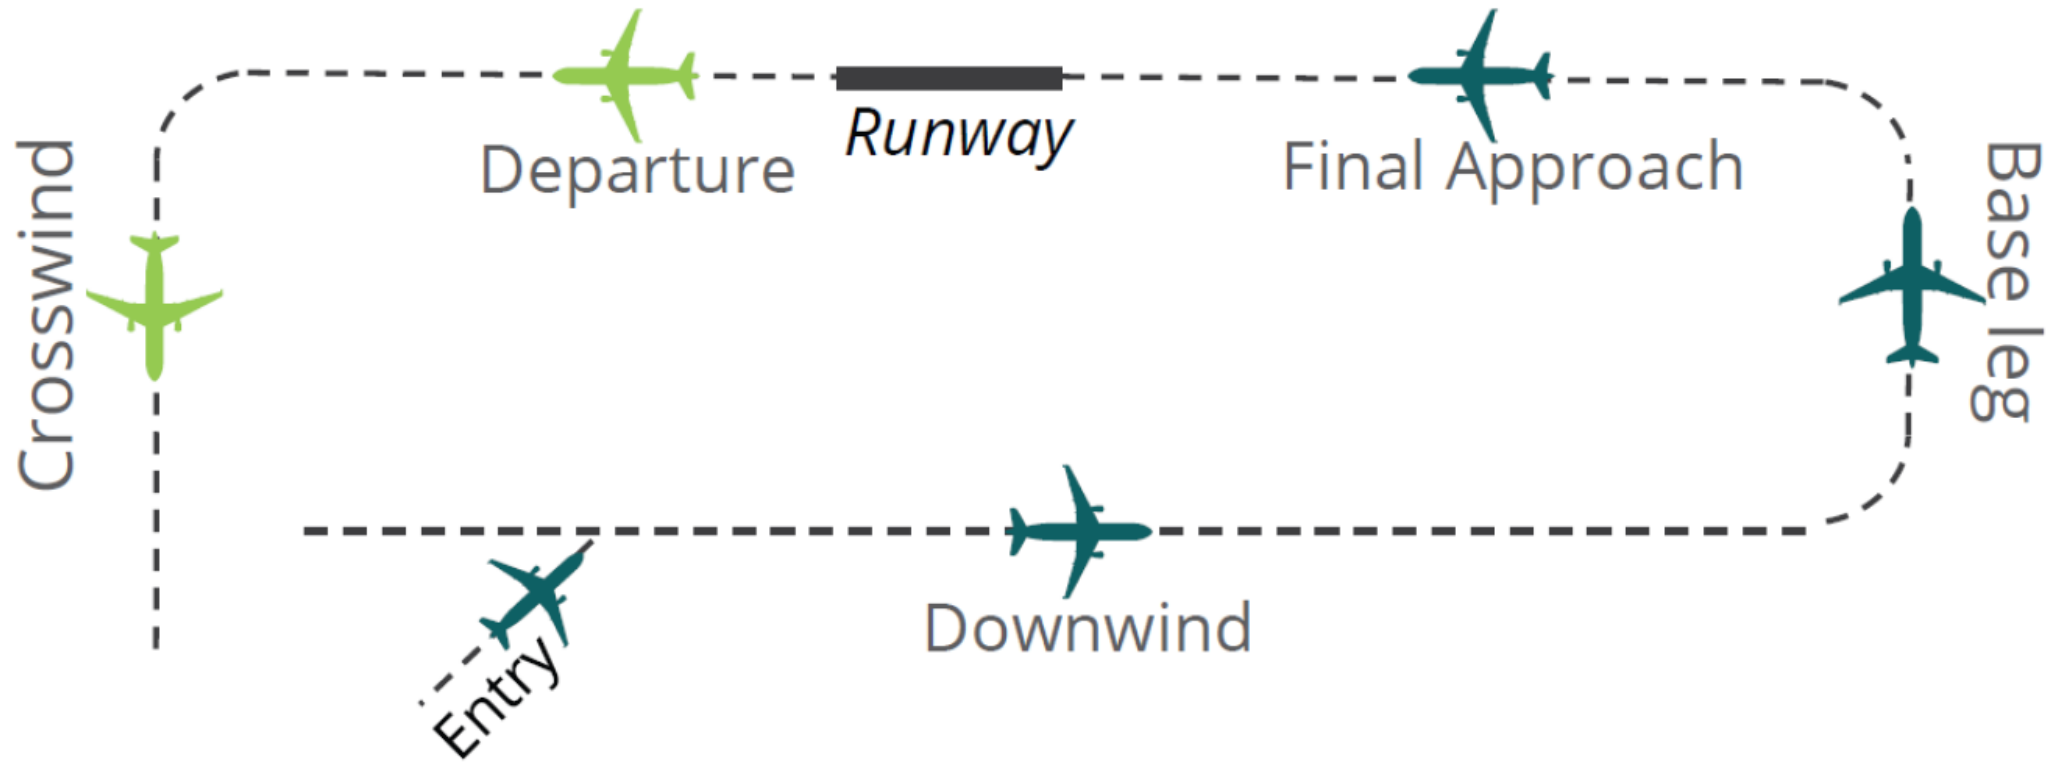 Runway
Departure
Final Approach
Crosswind
Base leg
Downwind
Entry